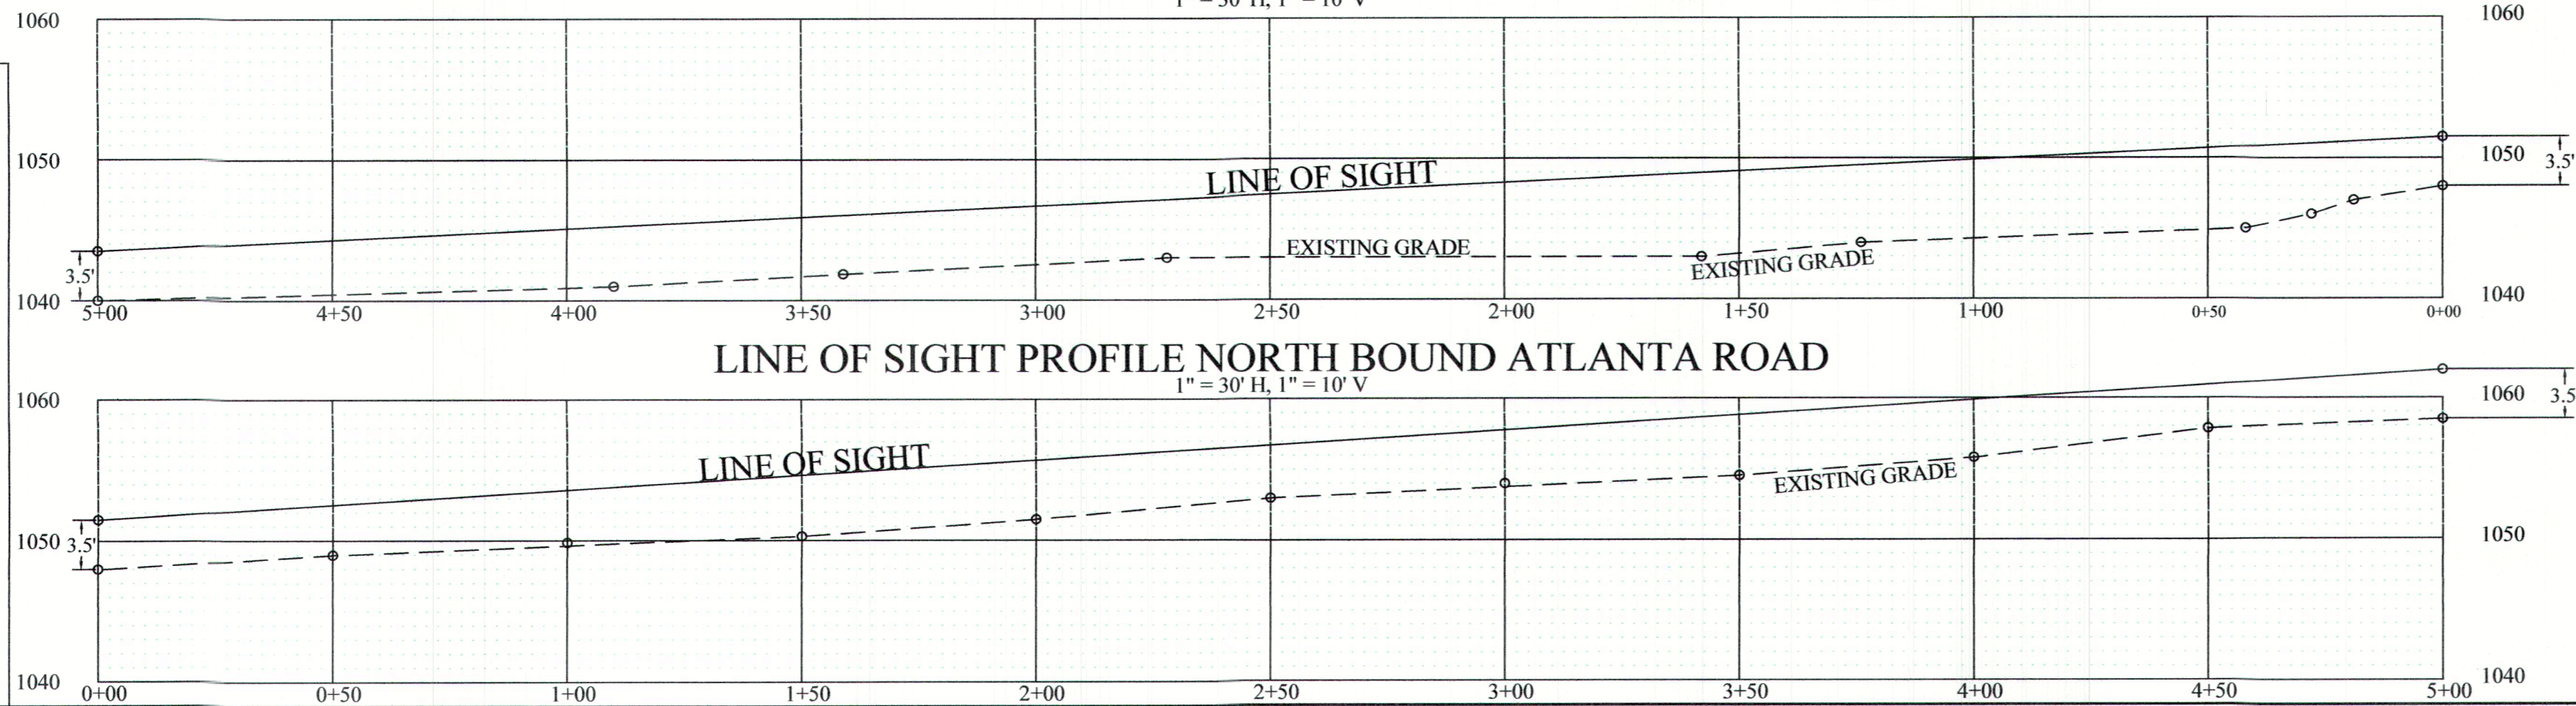 1" = 30' H, 1" = 10' V
1060 1060
1050 1050
LINE OF SIGHT
3.5'
EXISTING GRADE
EXISTING GRADE
3.5'
1040 1040
5+00 4+50 4+00 3+50 3+00 2+50 2+00 1+50 1+00 0+50 0+00
LINE OF SIGHT PROFILE NORTH BOUND ATLANTA ROAD
1" = 30' H, 1" = 10' V
1060 1060
3.5
LINE OF SIGHT
EXISTING GRADE
1050 1050
3.5'
1040 1040
0+00 0+50 1+00 1+50 2+00 2+50 3+00 3+50 4+00 4+50 5+00